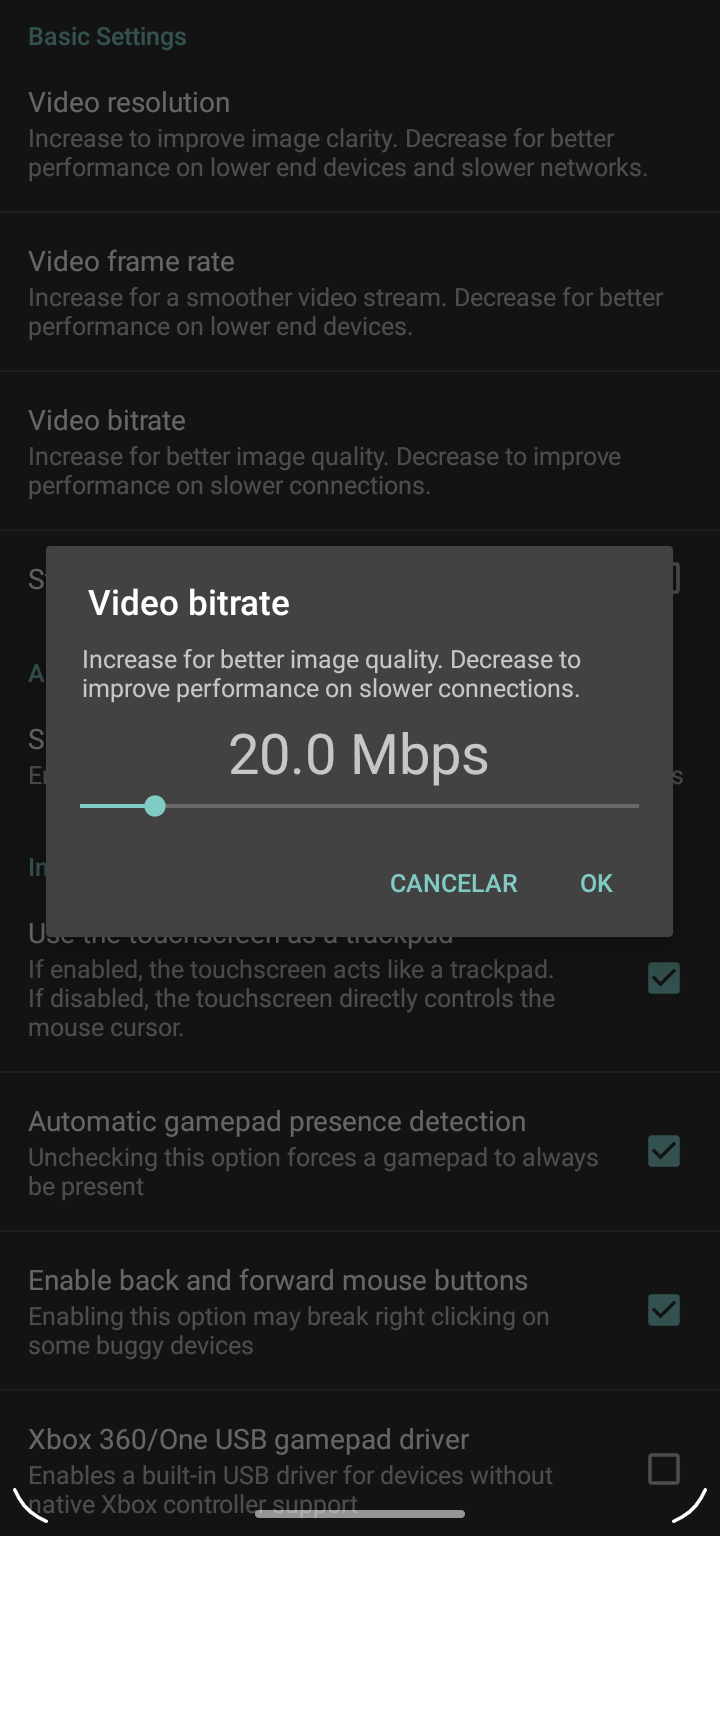 Basic Settings
Video resolution
Increase to improve image clarity. Decrease for better
performance on lower end devices and slower networks.
Video frame rate
Increase for a smoother video stream. Decrease for better
performance on lower end devices.
Video bitrate
Increase for better image quality. Decrease to improve
performance on slower connections.
Video bitrate
Increase for better image quality. Decrease to
improve performance on slower connections.
20.0 Mbps
CANCELAR OK
Use the touchscreen as a trackpad
If enabled, the touchscreen acts like a trackpad.
If disabled, the touchscreen directly controls the
mouse cursor.
Automatic gamepad presence detection
Unchecking this option forces a gamepad to always
be present
Enable back and forward mouse buttons
Enabling this option may break right clicking on
some buggy devices
Xbox 360/One USB gamepad driver
Enables a built-in USB driver for devices without
native Xbox controller support